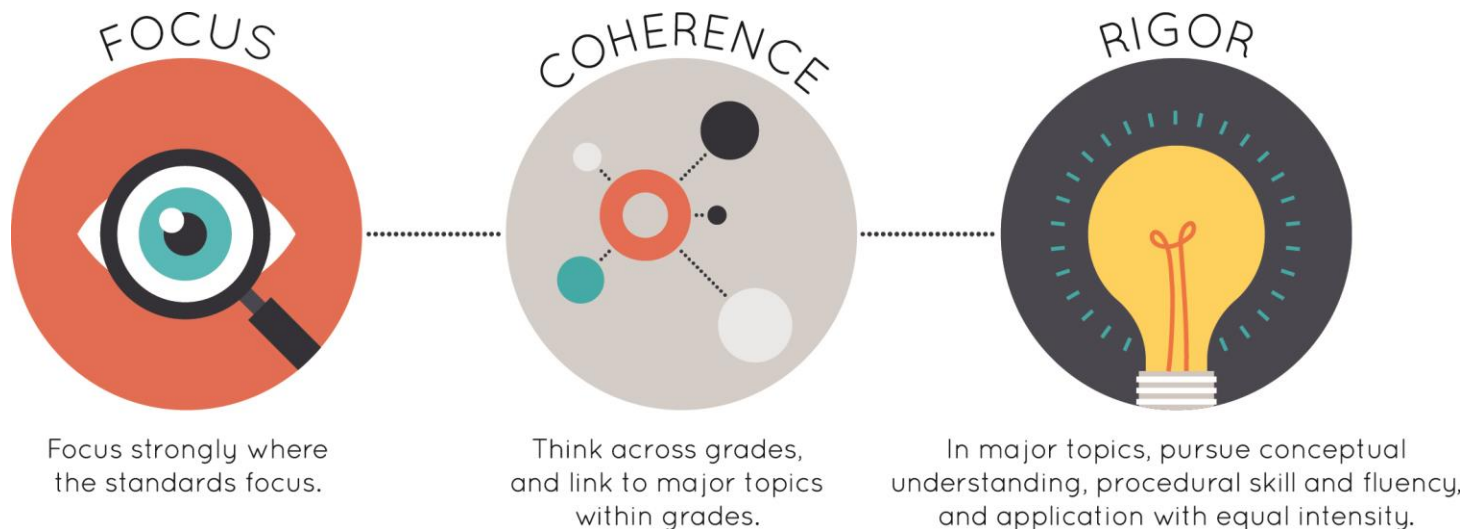 FOCUS
Focus strongly where
the standards focus.
COHERENCE
Think across grades,
and link to major topics
within grades.
RIGOR
In major topics, pursue conceptual
understanding, procedural skill and fluency,
and application with equal intensity.